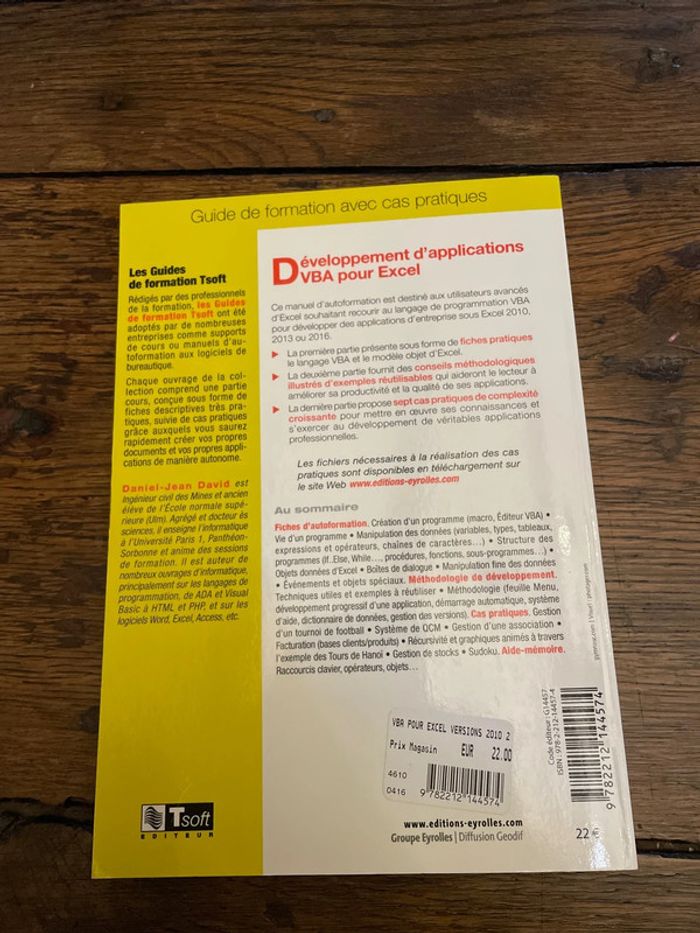 Guide de formation avec cas pratiques
Les Guides
de formation Tsoft
Rédigés par des professionnels
de la formation, les Guides
de formation Tsoft ont été
adoptés par de nombreuses
entreprises comme supports
de cours ou manuels d'au-
toformation aux logiciels de
bureautique.
Chaque ouvrage de la col-
lection comprend une partie
cours, conçue sous forme de
fiches descriptives très pra-
tiques, suivie de cas pratiques
grâce auxquels vous saurez
rapidement créer vos propres
documents et vos propres appli-
cations de manière autonome.
Daniel-Jean David est
Ingénieur civil des Mines et ancien
élève de l'École normale supé-
rieure (Ulm). Agrégé et docteur ès
sciences, il enseigne l'informatique
à l'Université Paris 1, Panthéon-
Sorbonne et anime des sessions
de formation. Il est auteur de
nombreux ouvrages d'informatique,
principalement sur les langages de
programmation, de ADA et Visual
Basic à HTML et PHP, et sur les
logiciels Word, Excel, Access, etc.
Tsoft
EDITEUR
Développement d'applications
VBA pour Excel
Ce manuel d'autoformation est destiné aux utilisateurs avancés
d'Excel souhaitant recourir au langage de programmation VBA
pour développer des applications d'entreprise sous Excel 2010,
2013 ou 2016.
La première partie présente sous forme de fiches pratiques
le langage VBA et le modèle objet d'Excel.
La deuxième partie fournit des conseils méthodologiques
illustrés d'exemples réutilisables qui aideront le lecteur à
améliorer sa productivité et la qualité de ses applications.
La dernière partie propose sept cas pratiques de complexité
croissante pour mettre en œuvre ses connaissances et
s'exercer au développement de véritables applications
professionnelles.
Les fichiers nécessaires à la réalisation des cas
pratiques sont disponibles en téléchargement sur
le site Web www.editions-eyrolles.com
Au sommaire
Fiches d'autoformation. Création d'un programme (macro, Éditeur VBA) •
Vie d'un programme • Manipulation des données (variables, types, tableaux,
expressions et opérateurs, chaînes de caractères…) • Structure des
programmes (If..Else, While…, procédures, fonctions, sous-programmes…) •
Objets données d'Excel • Boîtes de dialogue • Manipulation fine des données
• Événements et objets spéciaux. Méthodologie de développement.
Techniques utiles et exemples à réutiliser • Méthodologie (feuille Menu,
développement progressif d'une application, démarrage automatique, système
d'aide, dictionnaire de données, gestion des versions). Cas pratiques. Gestion
d'un tournoi de football • Système de QCM • Gestion d'une association •
Facturation (bases clients/produits) • Récursivité et graphiques animés à travers
l'exemple des Tours de Hanoï • Gestion de stocks • Sudoku. Aide-mémoire.
Raccourcis clavier, opérateurs, objets…
VBA POUR EXCEL VERSIONS 2010 2
Prix Magasin EUR 22.00
4610
0416
9 782212 144574
Code éditeur : G14457
ISBN : 978-2-212-14457-4
9 782212 144574
www.editions-eyrolles.com
Groupe Eyrolles | Diffusion Geodif
22 €